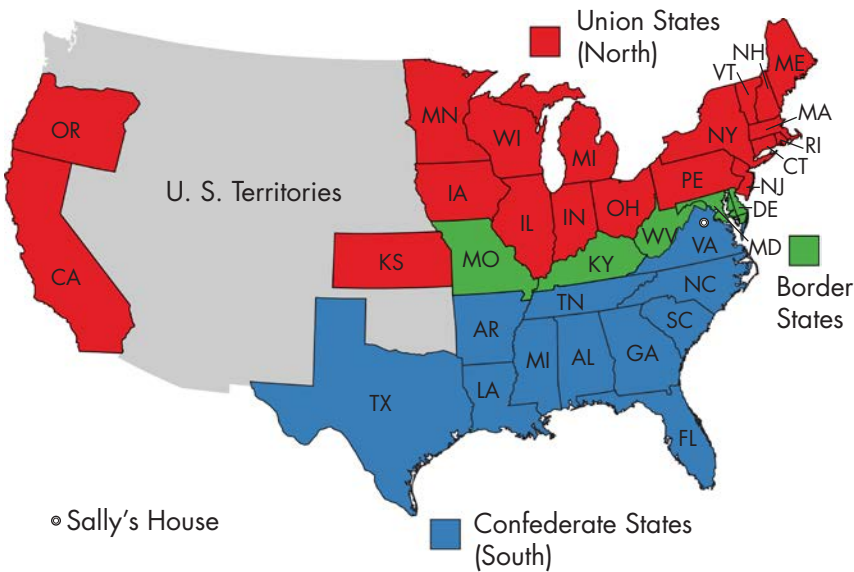 Union States
(North)
NH
ME
VT
MA
OR
MN
WI
NY
RI
MI
CT
U. S. Territories
IA
PE
NJ
OH
IL
IN
DE
WV
KS
MO
VA
MD
CA
KY
NC
Border
States
TN
AR
SC
MI
AL
GA
LA
TX
FL
Sally's House
Confederate States
(South)